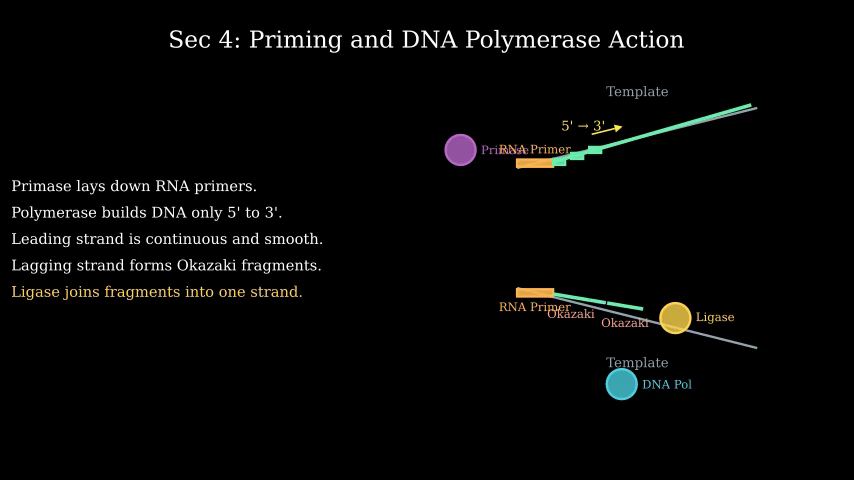 Sec 4: Priming and DNA Polymerase Action
Template
5' → 3'
Primase
RNA Primer
Primase lays down RNA primers.
Polymerase builds DNA only 5' to 3'.
Leading strand is continuous and smooth.
Lagging strand forms Okazaki fragments.
Ligase joins fragments into one strand.
RNA Primer
Okazaki
Okazaki
Ligase
Template
DNA Pol